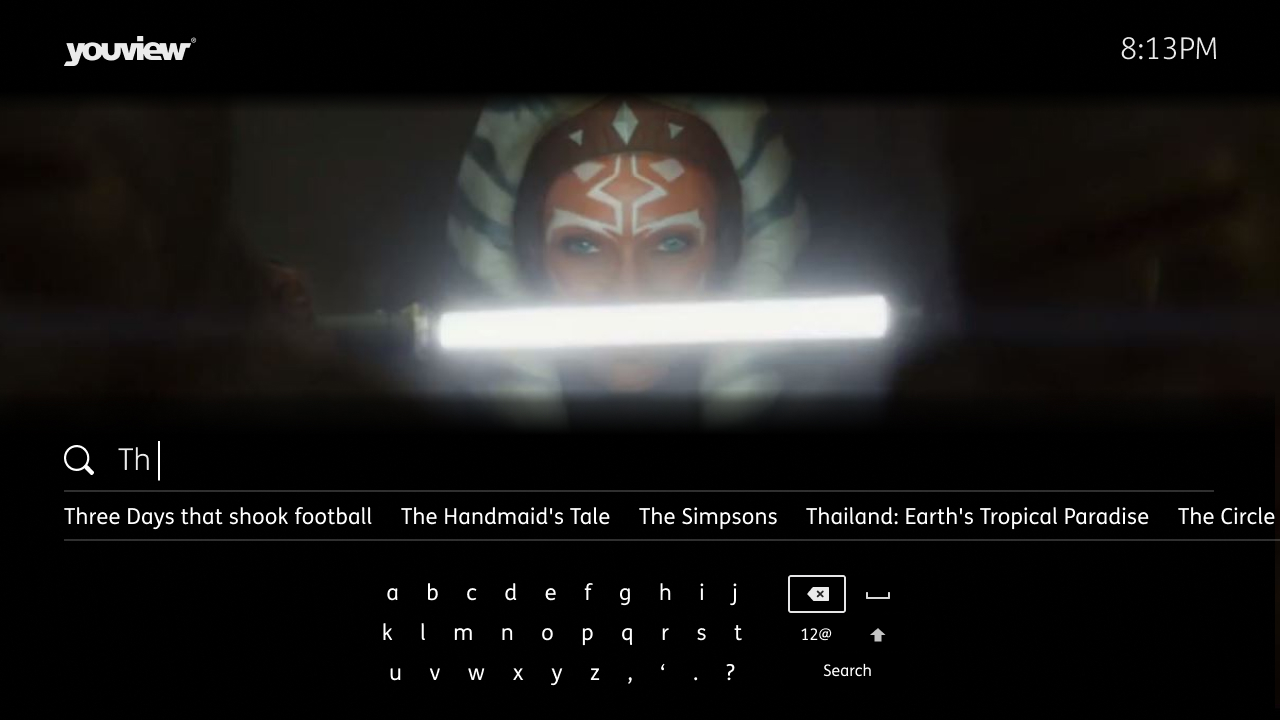 youview®
8:13PM
Th
Three Days that shook football The Handmaid's Tale The Simpsons Thailand: Earth's Tropical Paradise The Circle
a b c d e f g h i j
k l m n o p q r s t 12@
u v w x y z , ‘ . ? Search